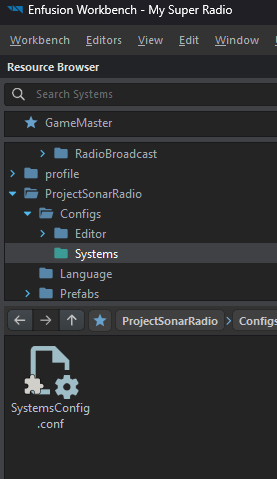 Enfusion Workbench - My Super Radio
Workbench Editors View Edit Window
Resource Browser
Search Systems
GameMaster
RadioBroadcast
profile
ProjectSonarRadio
Configs
Editor
Systems
Language
Prefabs
ProjectSonarRadio Configs
SystemsConfig
.conf